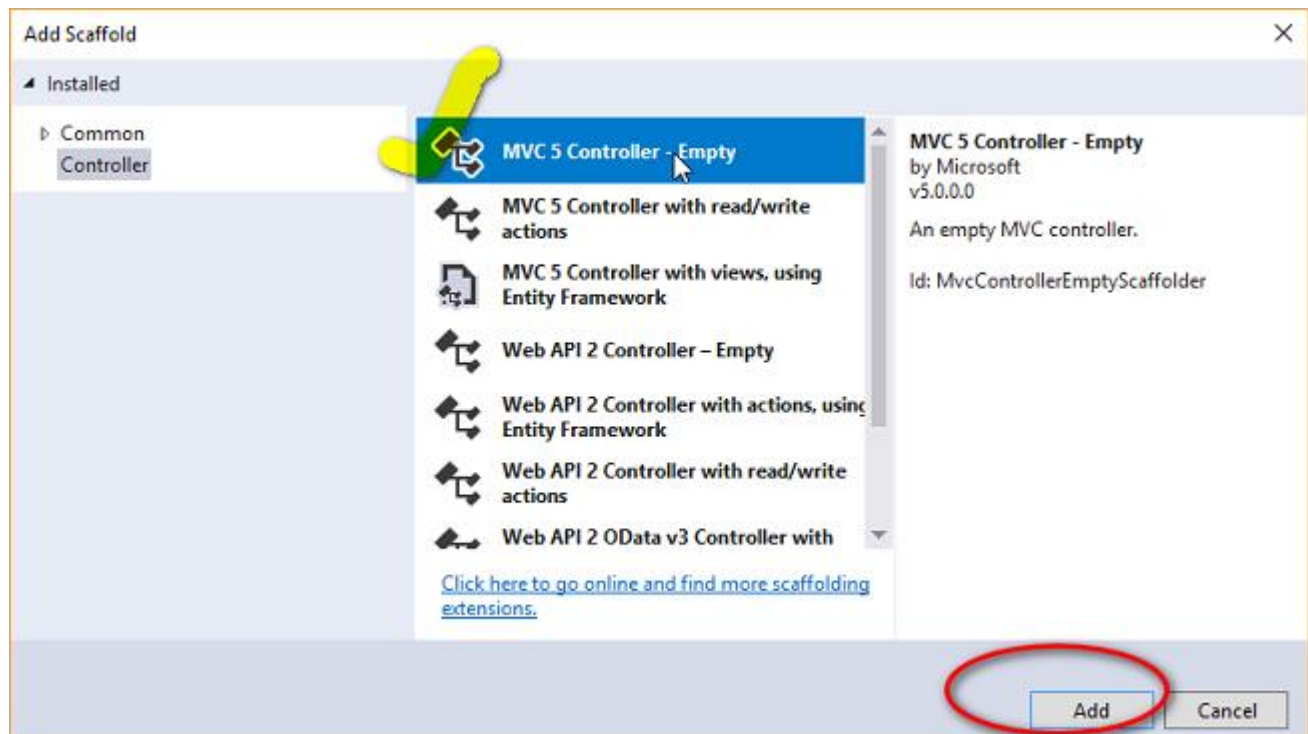 Add Scaffold
Installed
Common
Controller
MVC 5 Controller - Empty
MVC 5 Controller with read/write
actions
MVC 5 Controller with views, using
Entity Framework
Web API 2 Controller – Empty
Web API 2 Controller with actions, using
Entity Framework
Web API 2 Controller with read/write
actions
Web API 2 OData v3 Controller with
Click here to go online and find more scaffolding
extensions.
MVC 5 Controller - Empty
by Microsoft
v5.0.0.0
An empty MVC controller.
Id: MvcControllerEmptyScaffolder
Add
Cancel